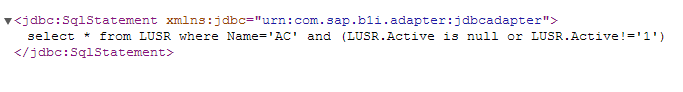 ▼<jdbc:SqlStatement xmlns:jdbc="urn:com.sap.b1i.adapter:jdbcadapter">
select * from LUSR where Name='AC' and (LUSR.Active is null or LUSR.Active!='1')
</jdbc:SqlStatement>